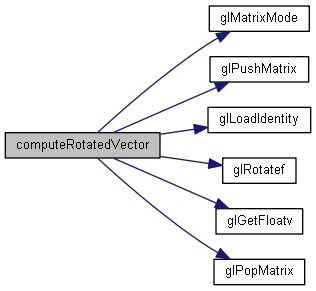 glMatrixMode
glPushMatrix
glLoadIdentity
computeRotatedVector
glRotatef
glGetFloatv
glPopMatrix